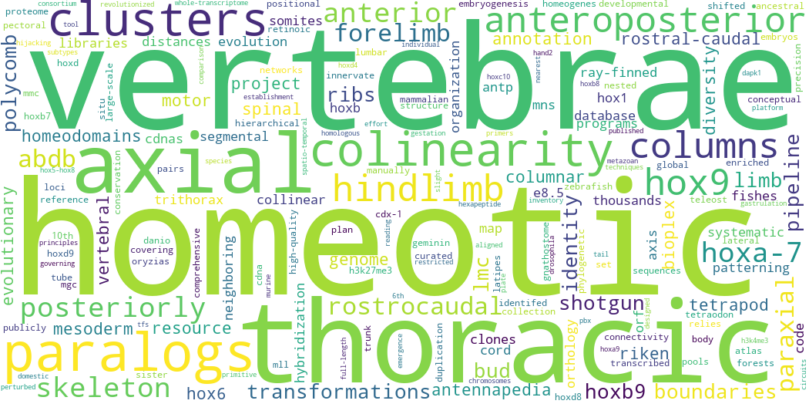 proteome
clusters
anterior
embryogenesis
homeogenes
developmental
whole-transcriptome
revolutionized
positional
shifted
ancestral
pectoral
somites
retinoic
anteroposterior
embryos
hijacking
tool
forelimb
subtypes
libraries
distances
evolution
annotation
rostral-caudal
precision
polycomb
hoxd
large-scale
situ
vertebrae
comparison
individual
hoxd4
lumbar
innervate
organization
hand2
nearest
hoxc10
hoxb8
ray-finned
nested
diversity
dapk1
mmc
hoxb7
motor
project
networks
establishment
ribs
hoxb
mammalian
structure
antp
hox1
conceptual
platform
homeodomains
cdnas
spinal
hierarchical
homologous
effort
gestation
mns
primers
database
programs
published
segmental
axial
colinearity
columns
pipeline
abdb
hox5-hox8
pairs
species
spatio-temporal
manually
slight
techniques
metazoan
global
enriched
loci
reference
conservation
trithorax
hindlimb
columnar
e8.5
zebrafish
hox9
limb
fishes
evolutionary
vertebral
collinear
hexapeptide
inventory
thousands
teleost
gastrulation
cdx-1
reading
identity
bioplex
homeotic
10th
principles
hoxd9
governing
danio
covering
oryzias
comprehensive
neighboring
cdna
high-quality
plan
geminin
map
aligned
curated
restricted
latipes
gnathostome
drosophila
phylogenetic
tail
set
axis
systematic
lateral
hoxa-7
patterning
tube
mgc
murine
genome
h3k27me3
lmc
plate
sequences
tetraodon
paraxial
posteriorly
rostrocaudal
6th
collection
identifed
shotgun
orf
designed
relies
tetrapod
publicly
mesoderm
resource
hybridization
thoracic
trunk
clones
cord
riken
hoxa9
pbx
transcribed
connectivity
body
h3k4me3
atlas
code
paralogs
tfs
mll
full-length
emergence
duplication
chromosomes
bud
orthology
pools
forests
circuits
domestic
perturbed
skeleton
sister
primitive
hox6
transformations
antennapedia
hoxd8
hoxb9
boundaries